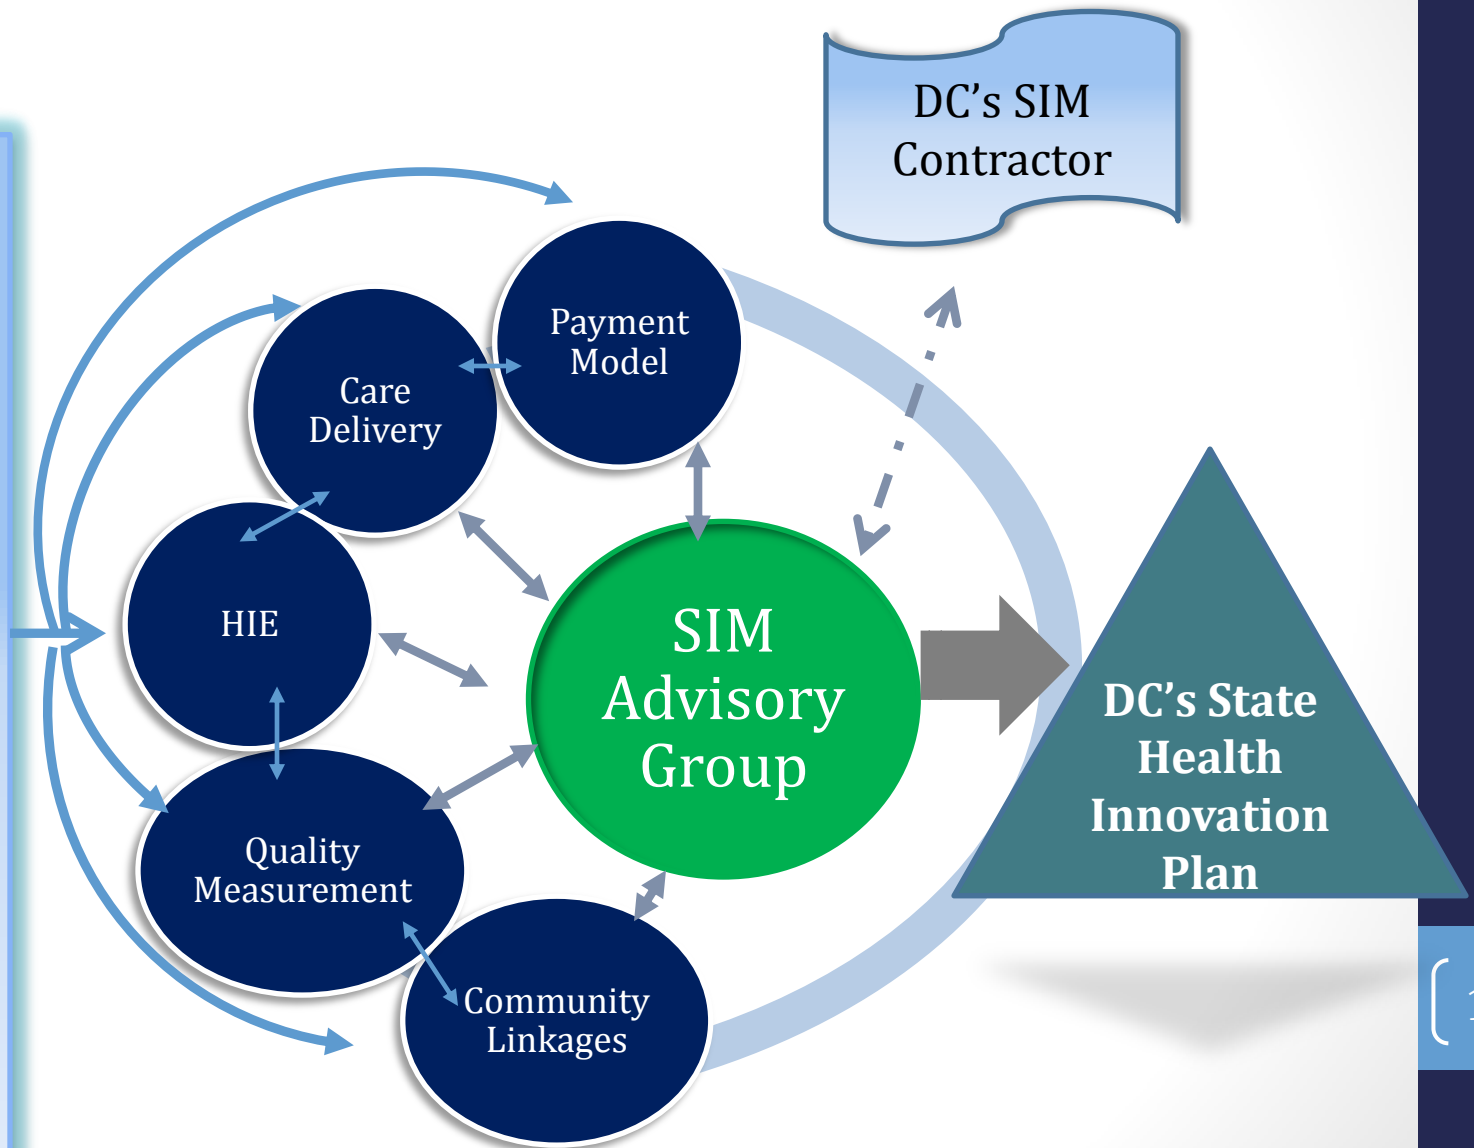 DC’s SIM
Contractor
Payment
Model
Care
Delivery
HIE
SIM
Advisory
Group
DC’s State
Health
Innovation
Plan
Quality
Measurement
Community
Linkages